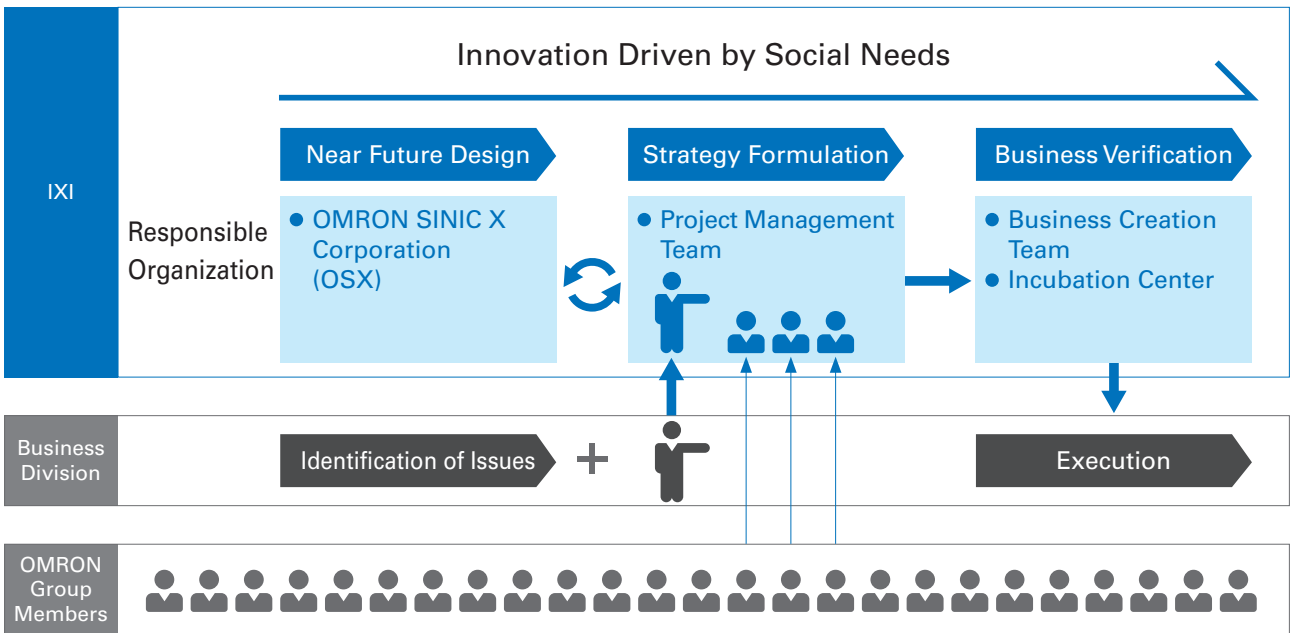 Innovation Driven by Social Needs
IXI
Near Future Design
Strategy Formulation
Business Verification
Responsible
Organization
● OMRON SINIC X
Corporation
(OSX)
● Project Management
Team
● Business Creation
Team
● Incubation Center
Business
Division
Identification of Issues
+
Execution
OMRON
Group
Members